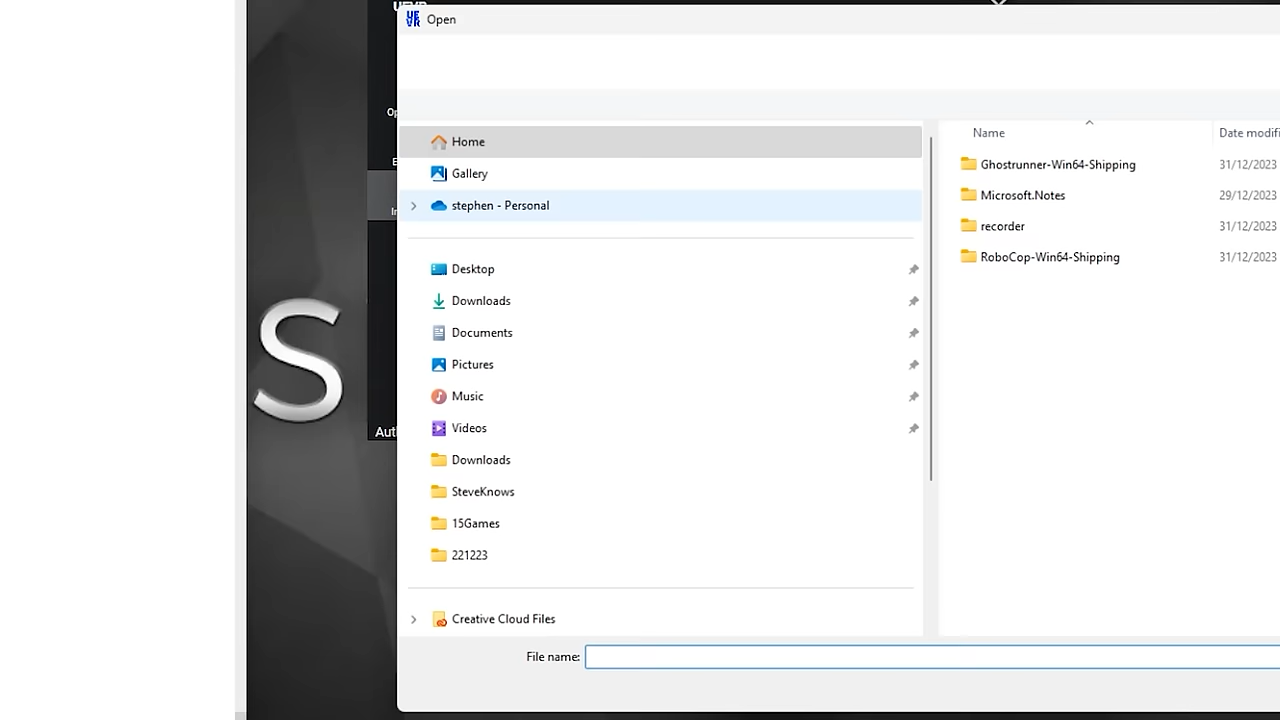 UEVR
Open
Name
Date modifi
Home
Gallery
stephen - Personal
Ghostrunner-Win64-Shipping
31/12/2023
Microsoft.Notes
29/12/2023
recorder
31/12/2023
RoboCop-Win64-Shipping
31/12/2023
Desktop
Downloads
Documents
Pictures
Music
Videos
Downloads
SteveKnows
15Games
221223
Creative Cloud Files
File name:
S
Aut